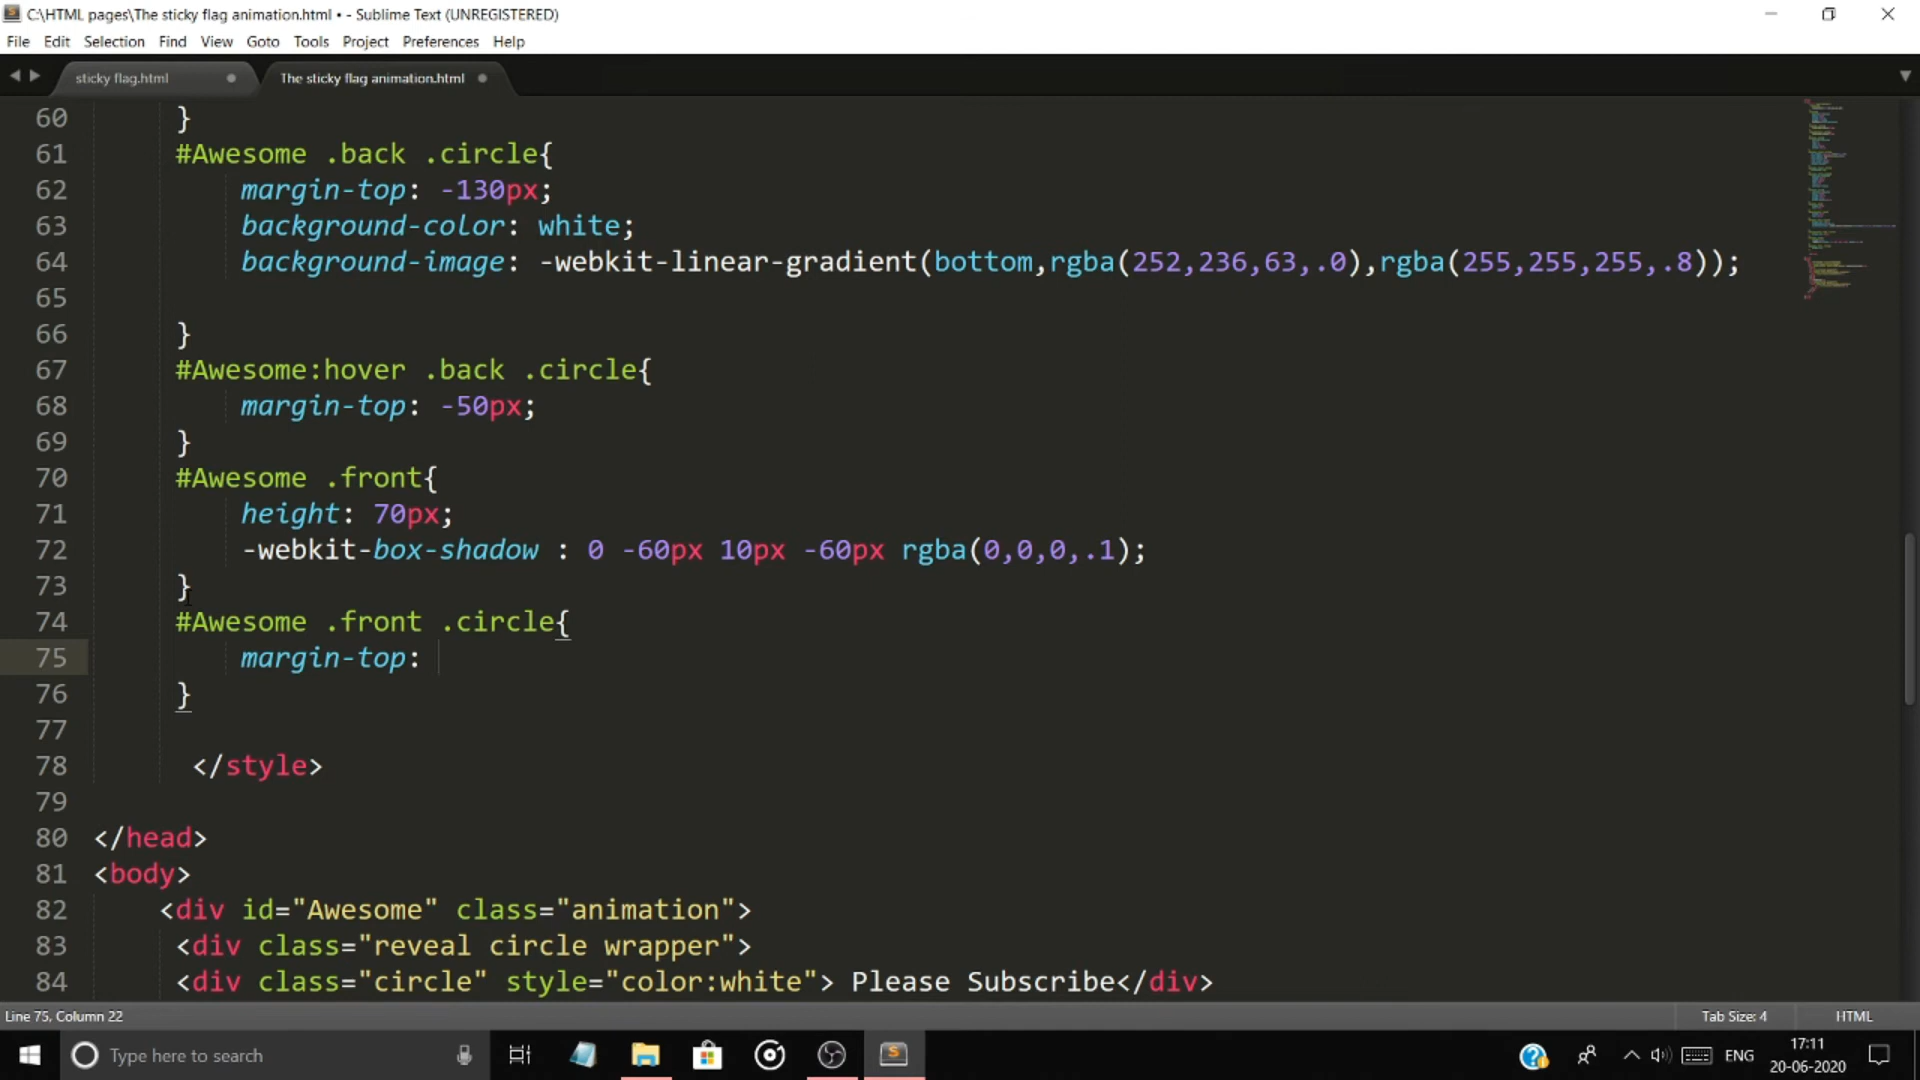 C:\HTML pages\The sticky flag animation.html • - Sublime Text (UNREGISTERED)
File Edit Selection Find View Goto Tools Project Preferences Help
sticky flag.html The sticky flag animation.html
60 }
61 #Awesome .back .circle{
62 margin-top: -130px;
63 background-color: white;
64 background-image: -webkit-linear-gradient(bottom,rgba(252,236,63,.0),rgba(255,255,255,.8));
65
66 }
67 #Awesome:hover .back .circle{
68 margin-top: -50px;
69 }
70 #Awesome .front{
71 height: 70px;
72 -webkit-box-shadow : 0 -60px 10px -60px rgba(0,0,0,.1);
73 }
74 #Awesome .front .circle{
75 margin-top:
76 }
77
78 </style>
79
80 </head>
81 <body>
82 <div id="Awesome" class="animation">
83 <div class="reveal circle wrapper">
84 <div class="circle" style="color:white"> Please Subscribe</div>
Line 75, Column 22 Tab Size: 4 HTML
Type here to search ENG 17:11
20-06-2020